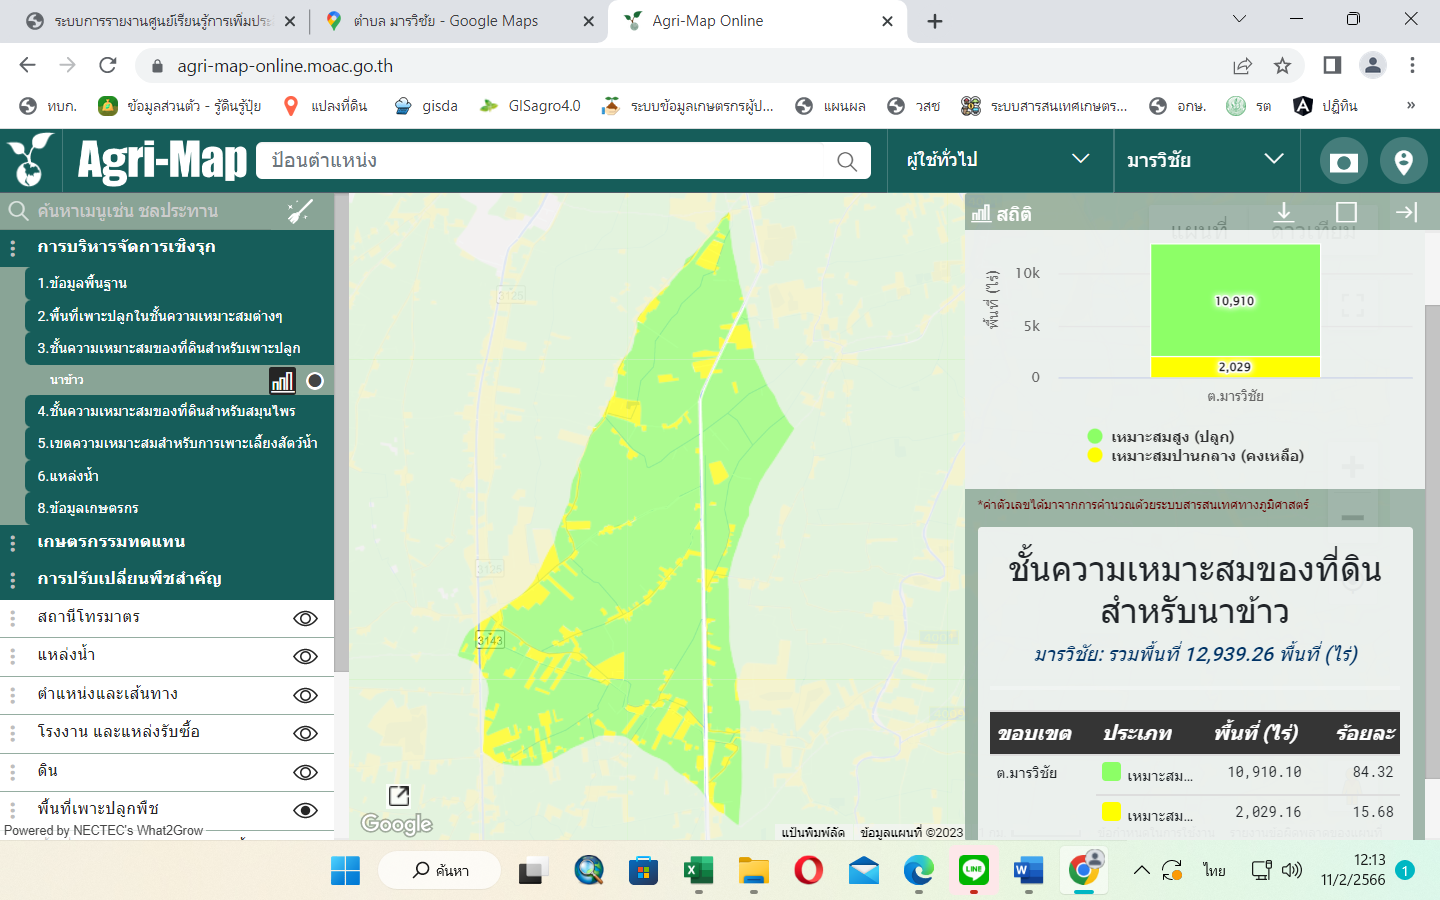 ระบบการรายงานศูนย์เรียนรู้การเพิ่มประ
ตำบล มารวิชัย - Google Maps
Agri-Map Online
agri-map-online.moac.go.th
ทบก.
ข้อมูลส่วนตัว - รู้ดินรู้ปุ๋ย
แปลงที่ดิน
gisda
GISagro4.0
ระบบข้อมูลเกษตรกรผู้ป...
แผนผล
วสช
ระบบสารสนเทศเกษตร...
อกษ.
รต
ปฏิทิน
»
Agri-Map
ป้อนตำแหน่ง
ผู้ใช้ทั่วไป
มารวิชัย
ค้นหาเมนูเช่น ชลประทาน
การบริหารจัดการเชิงรุก
1.ข้อมูลพื้นฐาน
2.พื้นที่เพาะปลูกในชั้นความเหมาะสมต่างๆ
3.ชั้นความเหมาะสมของที่ดินสำหรับเพาะปลูก
นาข้าว
4.ชั้นความเหมาะสมของที่ดินสำหรับสมุนไพร
5.เขตความเหมาะสมสำหรับการเพาะเลี้ยงสัตว์น้ำ
6.แหล่งน้ำ
8.ข้อมูลเกษตรกร
เกษตรกรรมทดแทน
การปรับเปลี่ยนพืชสำคัญ
สถานีโทรมาตร
แหล่งน้ำ
ตำแหน่งและเส้นทาง
โรงงาน และแหล่งรับซื้อ
ดิน
พื้นที่เพาะปลูกพืช
Powered by NECTEC's What2Grow
3125
3125
3143
Google
แป้นพิมพ์ลัด
ข้อมูลแผนที่ ©2023
สถิติ
แผนที่
ดาวเทียม
พื้นที่ (ไร่)
10k
5k
0
10,910
2,029
ต.มารวิชัย
เหมาะสมสูง (ปลูก)
เหมาะสมปานกลาง (คงเหลือ)
*ค่าตัวเลขได้มาจากการคำนวณด้วยระบบสารสนเทศทางภูมิศาสตร์
ชั้นความเหมาะสมของที่ดิน
สำหรับนาข้าว
มารวิชัย: รวมพื้นที่ 12,939.26 พื้นที่ (ไร่)
ขอบเขต ประเภท พื้นที่ (ไร่) ร้อยละ
ต.มารวิชัย เหมาะสม... 10,910.10 84.32
เหมาะสม... 2,029.16 15.68
ค้นหา
ไทย
12:13
11/2/2566
1